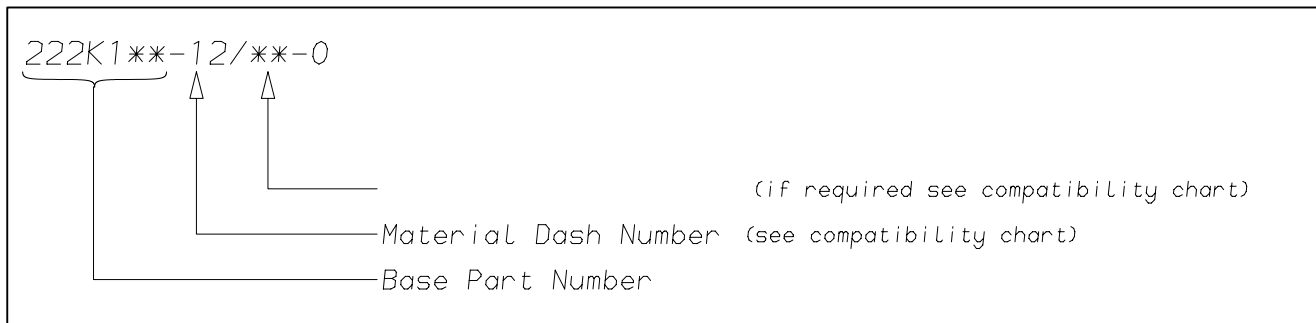 222K1**-12/**-0
(if required see compatibility chart)
Material Dash Number (see compatibility chart)
Base Part Number